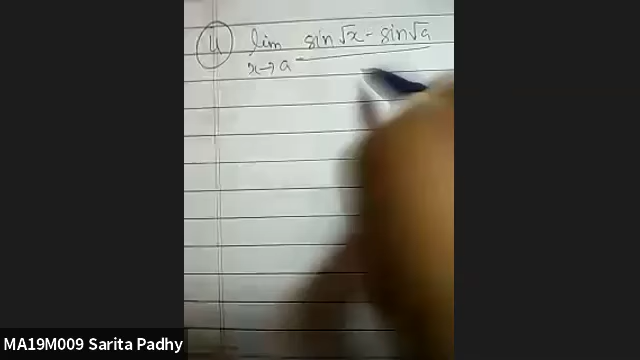 4 lim sin √x - sin √a
x→a
MA19M009 Sarita Padhy